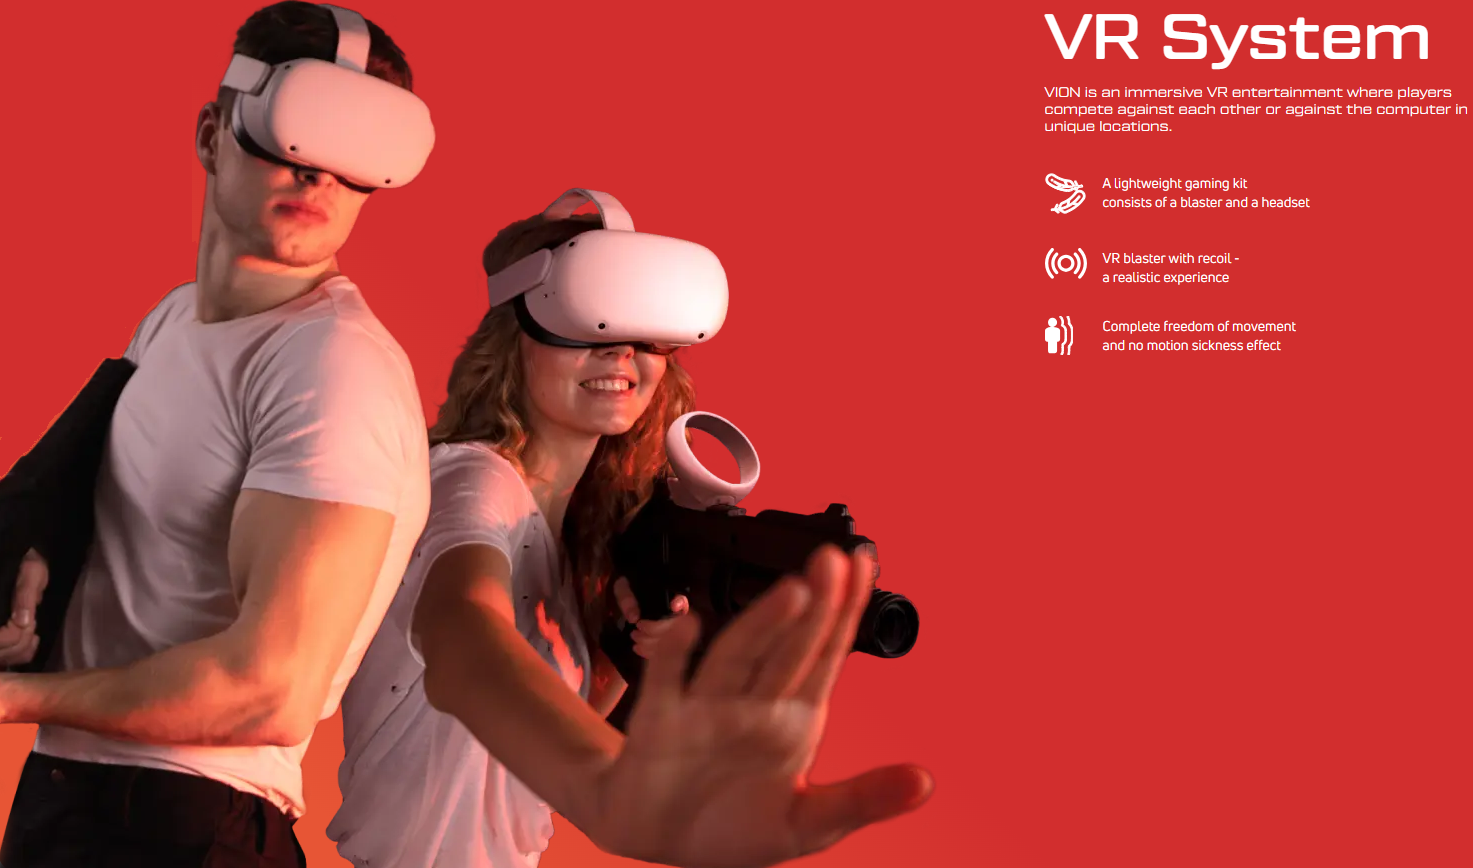 VR System
VION is an immersive VR entertainment where players
compete against each other or against the computer in
unique locations.
A lightweight gaming kit
consists of a blaster and a headset
VR blaster with recoil -
a realistic experience
Complete freedom of movement
and no motion sickness effect